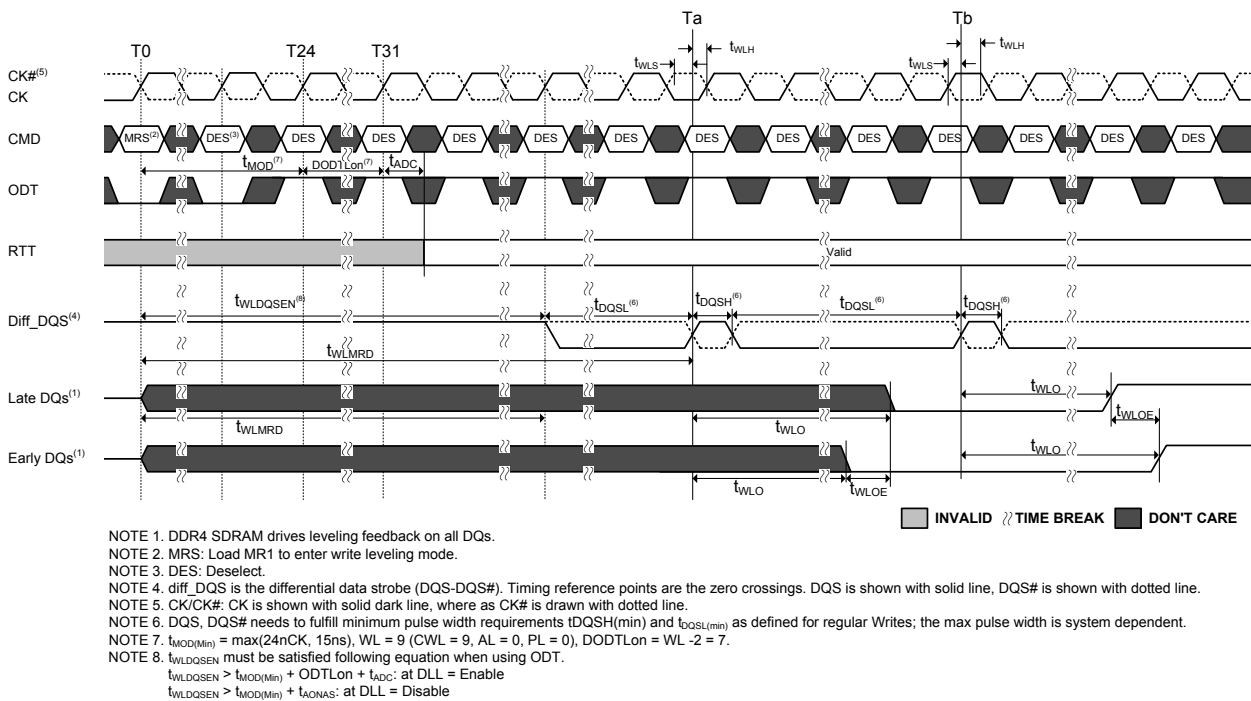 Ta Tb
T0 T24 T31
tWLH tWLH
tWLS tWLS
CK#(5)
CK
CMD MRS(2) DES(3) DES DES DES DES DES DES DES DES DES DES DES DES
tMOD(7) DODTLon(7) tADC
ODT
RTT Valid
tWLDQSEN(8) tDQSL(6) tDQSH(6) tDQSL(6) tDQSH(6)
Diff_DQS(4)
tWLMRD
Late DQs(1) tWLO
tWLMRD tWLO tWLOE
Early DQs(1) tWLO
tWLO tWLOE
INVALID TIME BREAK DON'T CARE
NOTE 1. DDR4 SDRAM drives leveling feedback on all DQs.
NOTE 2. MRS: Load MR1 to enter write leveling mode.
NOTE 3. DES: Deselect.
NOTE 4. diff_DQS is the differential data strobe (DQS-DQS#). Timing reference points are the zero crossings. DQS is shown with solid line, DQS# is shown with dotted line.
NOTE 5. CK/CK#: CK is shown with solid dark line, where as CK# is drawn with dotted line.
NOTE 6. DQS, DQS# needs to fulfill minimum pulse width requirements tDQSH(min) and tDQSL(min) as defined for regular Writes; the max pulse width is system dependent.
NOTE 7. tMOD(Min) = max(24nCK, 15ns), WL = 9 (CWL = 9, AL = 0, PL = 0), DODTLon = WL -2 = 7.
NOTE 8. tWLDQSEN must be satisfied following equation when using ODT.
tWLDQSEN > tMOD(Min) + ODTLon + tADC: at DLL = Enable
tWLDQSEN > tMOD(Min) + tAONAS: at DLL = Disable